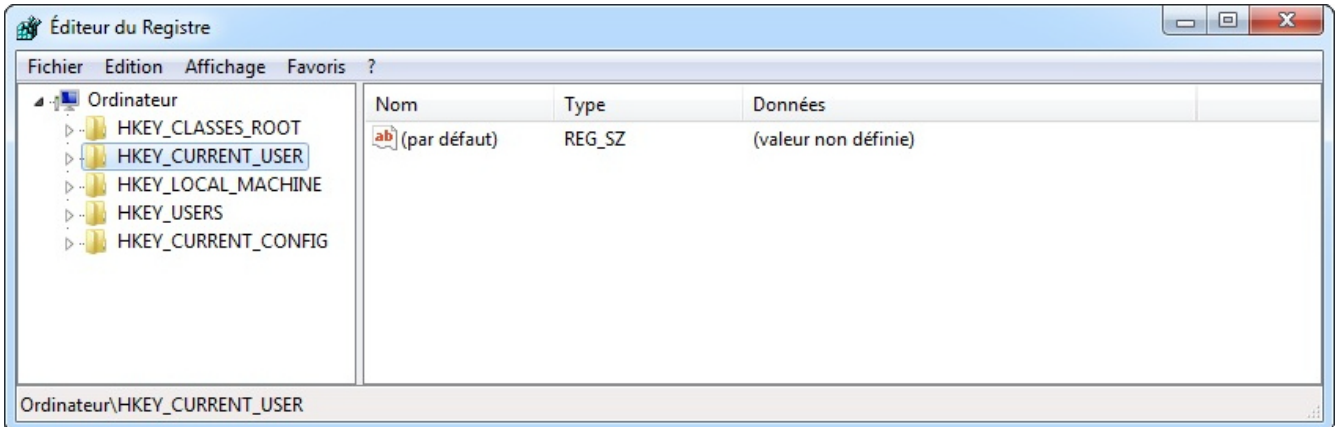 Éditeur du Registre
Fichier Edition Affichage Favoris ?
Ordinateur
HKEY_CLASSES_ROOT
HKEY_CURRENT_USER
HKEY_LOCAL_MACHINE
HKEY_USERS
HKEY_CURRENT_CONFIG
Nom Type Données
ab (par défaut) REG_SZ (valeur non définie)
Ordinateur\HKEY_CURRENT_USER